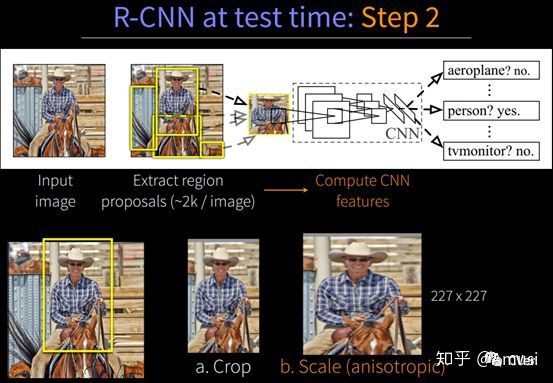 R-CNN at test time: Step 2
aeroplane? no.
person? yes.
tvmonitor? no.
CNN
Input image
Extract region proposals (~2k / image)
Compute CNN features
227 x 227
a. Crop
b. Scale (anisotropic)
知乎